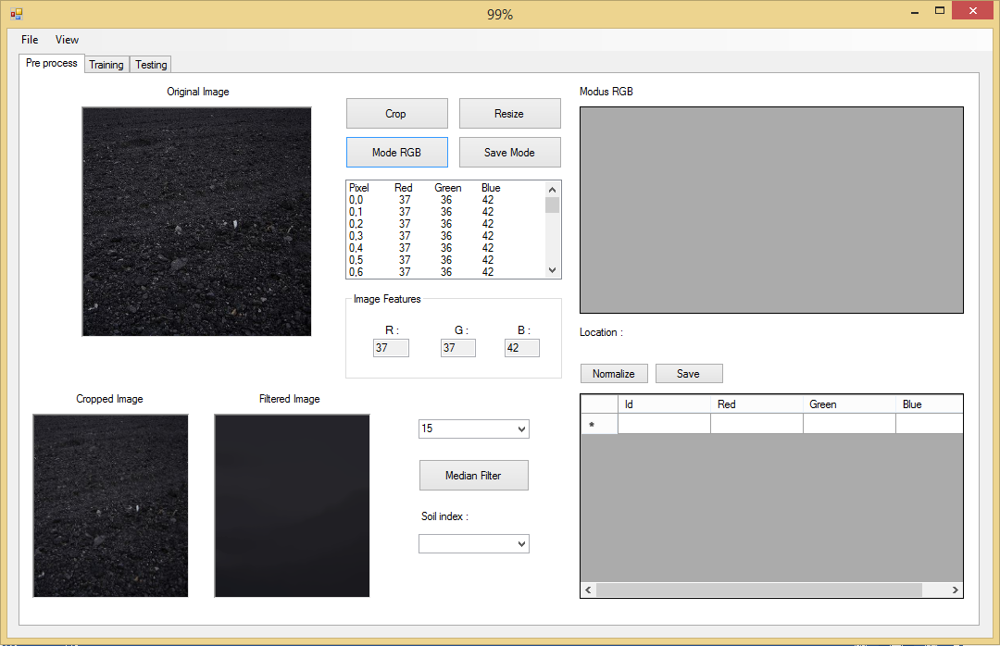 99%
File View
Pre process Training Testing
Original Image
Crop Resize
Mode RGB Save Mode
Pixel Red Green Blue
0,0 37 36 42
0,1 37 36 42
0,2 37 36 42
0,3 37 36 42
0,4 37 36 42
0,5 37 36 42
0,6 37 36 42
Image Features
R : G : B :
37 37 42
Modus RGB
Location :
Normalize Save
Id Red Green Blue
*
Cropped Image Filtered Image
15
Median Filter
Soil index :